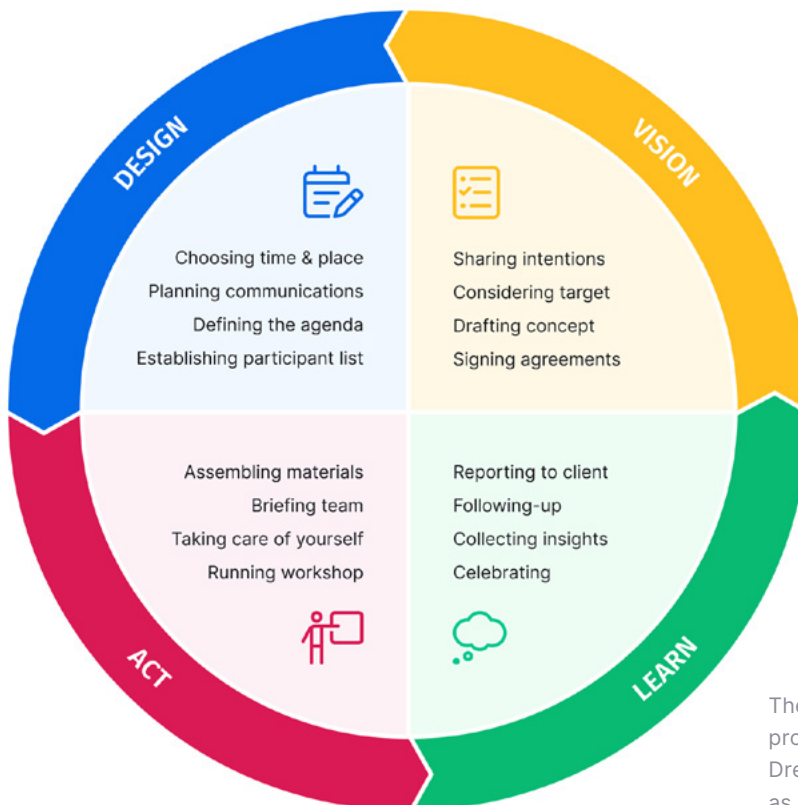 DESIGN
Choosing time & place
Planning communications
Defining the agenda
Establishing participant list
VISION
Sharing intentions
Considering target
Drafting concept
Signing agreements
ACT
Assembling materials
Briefing team
Taking care of yourself
Running workshop
LEARN
Reporting to client
Following-up
Collecting insights
Celebrating
as